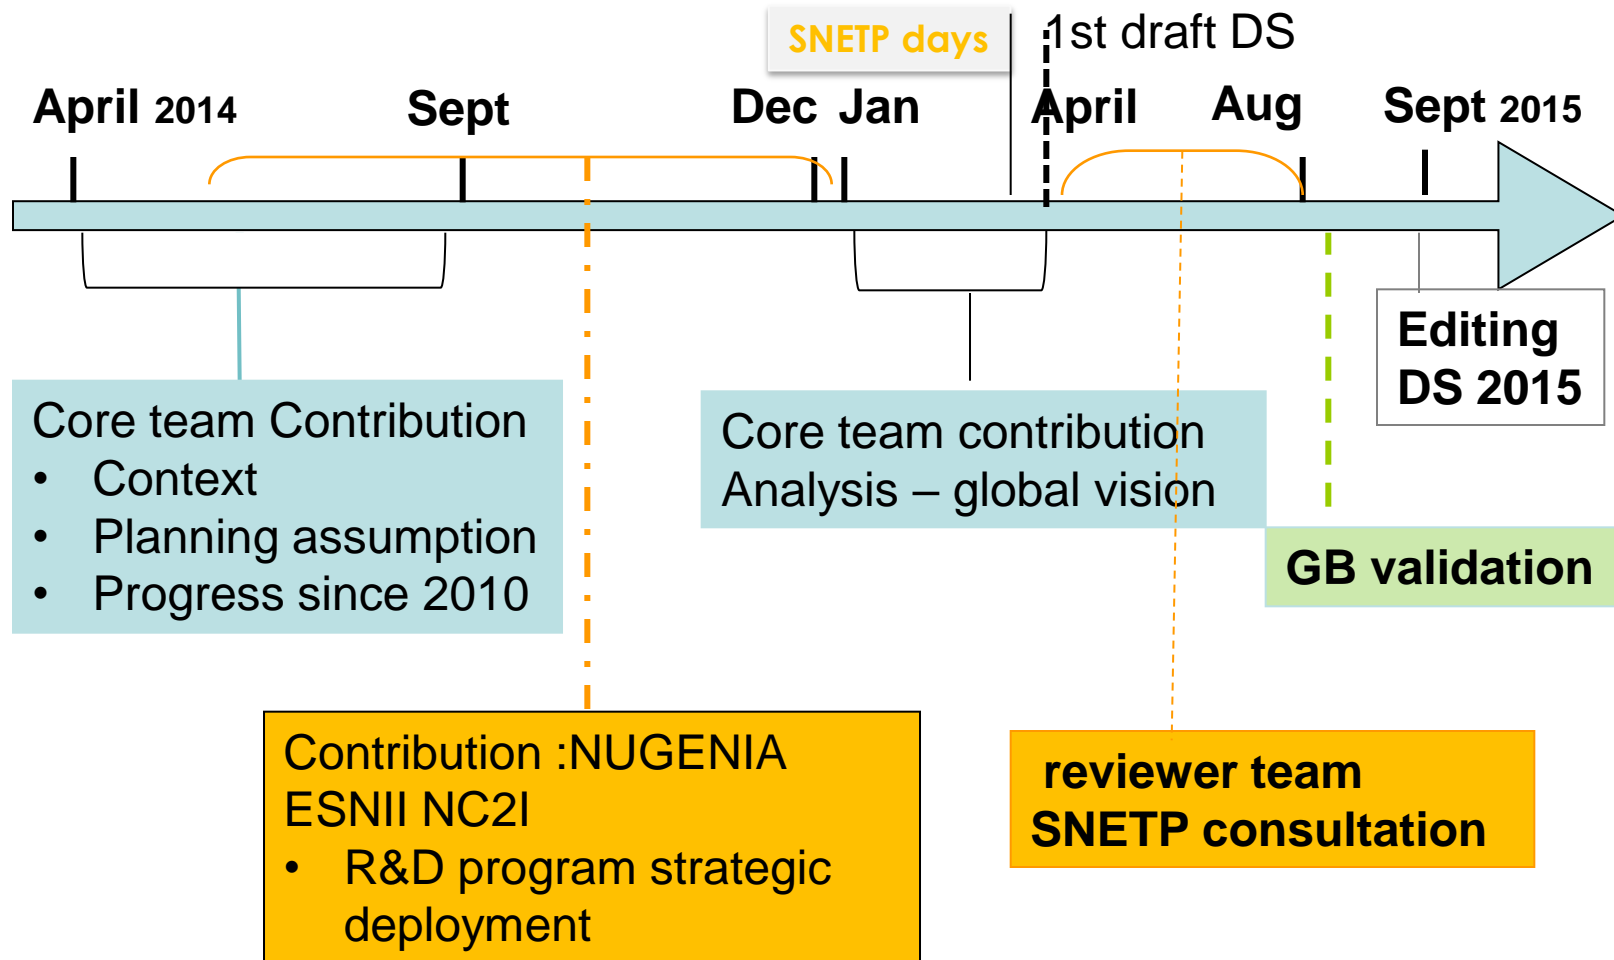 SNETP days
1st draft DS
April 2014
Sept
Dec Jan
April
Aug
Sept 2015
Editing
DS 2015
Core team Contribution
• Context
• Planning assumption
• Progress since 2010
Core team contribution
Analysis – global vision
GB validation
Contribution :NUGENIA
ESNII NC2I
• R&D program strategic
deployment
reviewer team
SNETP consultation